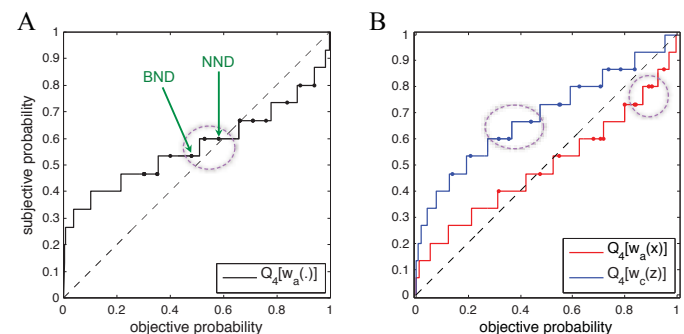 A
1
0.9
0.8
0.7
0.6
0.5
0.4
0.3
0.2
0.1
0
0 0.2 0.4 0.6 0.8 1
subjective probability
objective probability
BND
NND
Q4[wa(.)]
B
1
0.9
0.8
0.7
0.6
0.5
0.4
0.3
0.2
0.1
0
0 0.2 0.4 0.6 0.8 1
objective probability
Q4[wa(x)]
Q4[wc(z)]